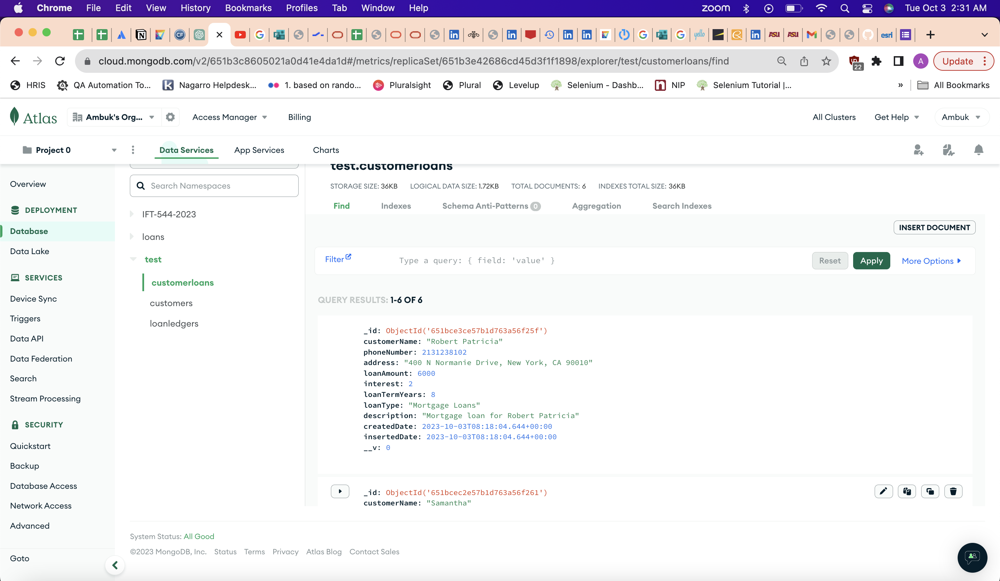 Chrome File Edit View History Bookmarks Profiles Tab Window Help zoom Tue Oct 3 2:31 AM
CF F in in in in yello in ASU ASU esri
cloud.mongodb.com/v2/651b3c8605021a0d41e4da1d#/metrics/replicaSet/651b3e42686cd45d3f1f1898/explorer/test/customerloans/find 22 A Update
HRIS QA Automation To... Nagarro Helpdesk... 1. based on rando... Pluralsight Plural Levelup Selenium - Dashb... NIP Selenium Tutorial |... » All Bookmarks
Atlas Ambuk's Org... Access Manager Billing All Clusters Get Help Ambuk
Project 0 Data Services App Services Charts
test.customerloans
Overview
Search Namespaces
STORAGE SIZE: 36KB LOGICAL DATA SIZE: 1.72KB TOTAL DOCUMENTS: 6 INDEXES TOTAL SIZE: 36KB
DEPLOYMENT
Find Indexes Schema Anti-Patterns 0 Aggregation Search Indexes
IFT-544-2023
Database
INSERT DOCUMENT
loans
Data Lake
test
Filter Type a query: { field: 'value' } Reset Apply More Options
SERVICES
customerloans
Device Sync
customers
QUERY RESULTS: 1-6 OF 6
Triggers
loanledgers
Data API
Data Federation
Search
Stream Processing
_id: ObjectId('651bce3ce57b1d763a56f25f')
customerName: "Robert Patricia"
phoneNumber: 2131238102
address: "400 N Normanie Drive, New York, CA 90010"
loanAmount: 6000
interest: 2
loanTermYears: 8
loanType: "Mortgage Loans"
description: "Mortgage loan for Robert Patricia"
createdDate: 2023-10-03T08:18:04.644+00:00
insertedDate: 2023-10-03T08:18:04.644+00:00
__v: 0
SECURITY
Quickstart
Backup
Database Access
Network Access
Advanced
_id: ObjectId('651bcec2e57b1d763a56f261')
customerName: "Samantha"
System Status: All Good
©2023 MongoDB, Inc. Status Terms Privacy Atlas Blog Contact Sales
Goto